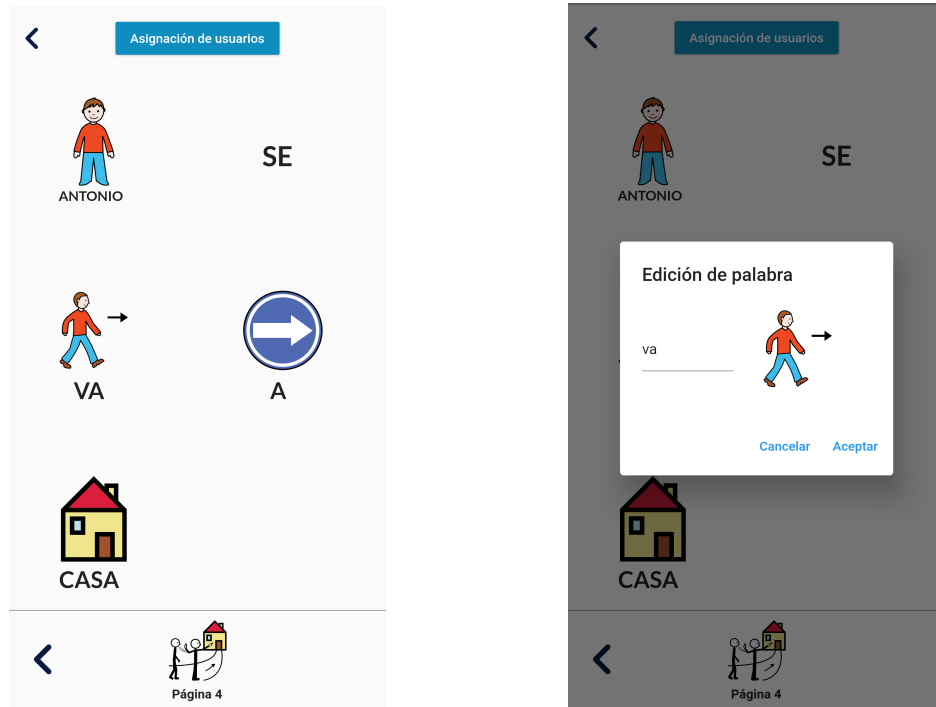 Asignación de usuarios
ANTONIO
SE
VA
A
CASA
Página 4
Asignación de usuarios
ANTONIO
SE
Edición de palabra
va
Cancelar
Aceptar
CASA
Página 4